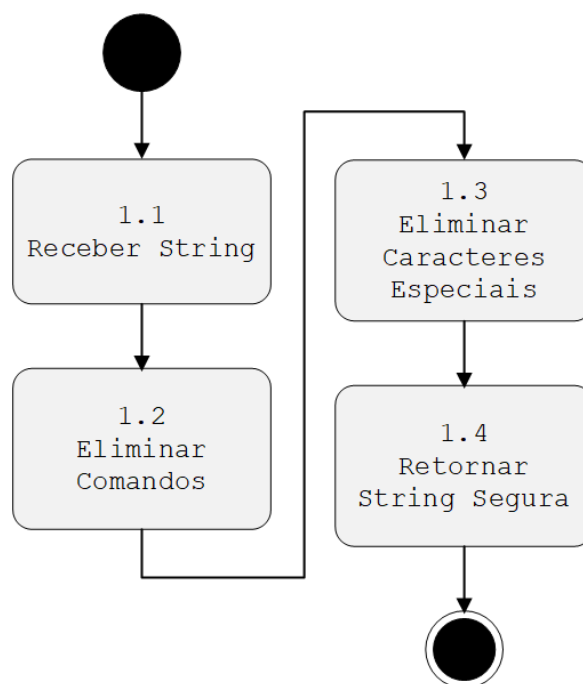 1.1
Receber String
1.2
Eliminar
Comandos
1.3
Eliminar
Caracteres
Especiais
1.4
Retornar
String Segura